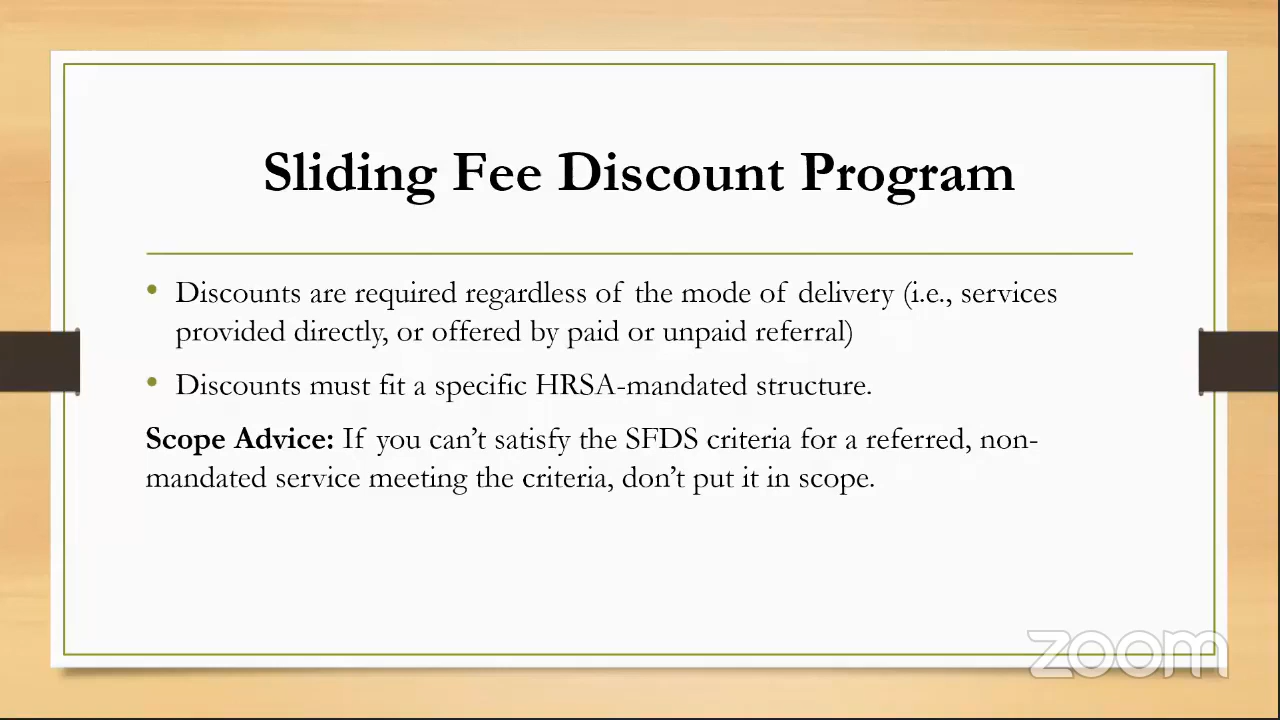 Sliding Fee Discount Program
• Discounts are required regardless of the mode of delivery (i.e., services
provided directly, or offered by paid or unpaid referral)
• Discounts must fit a specific HRSA-mandated structure.
Scope Advice: If you can’t satisfy the SFDS criteria for a referred, non-
mandated service meeting the criteria, don’t put it in scope.
zoom